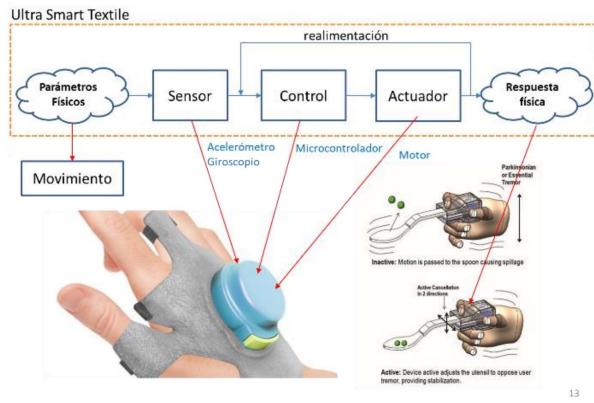 Ultra Smart Textile
realimentación
Parámetros
Físicos
Sensor
Control
Actuador
Respuesta
física
Acelerómetro
Giroscopio
Microcontrolador
Motor
Movimiento
Parkinsonian
or Essential
Tremor
Inactive: Motion is passed to the spoon causing spillage
Active Cancellation
in 2 directions
Active: Device active adjusts the utensil to oppose user
tremor, providing stabilization.
13